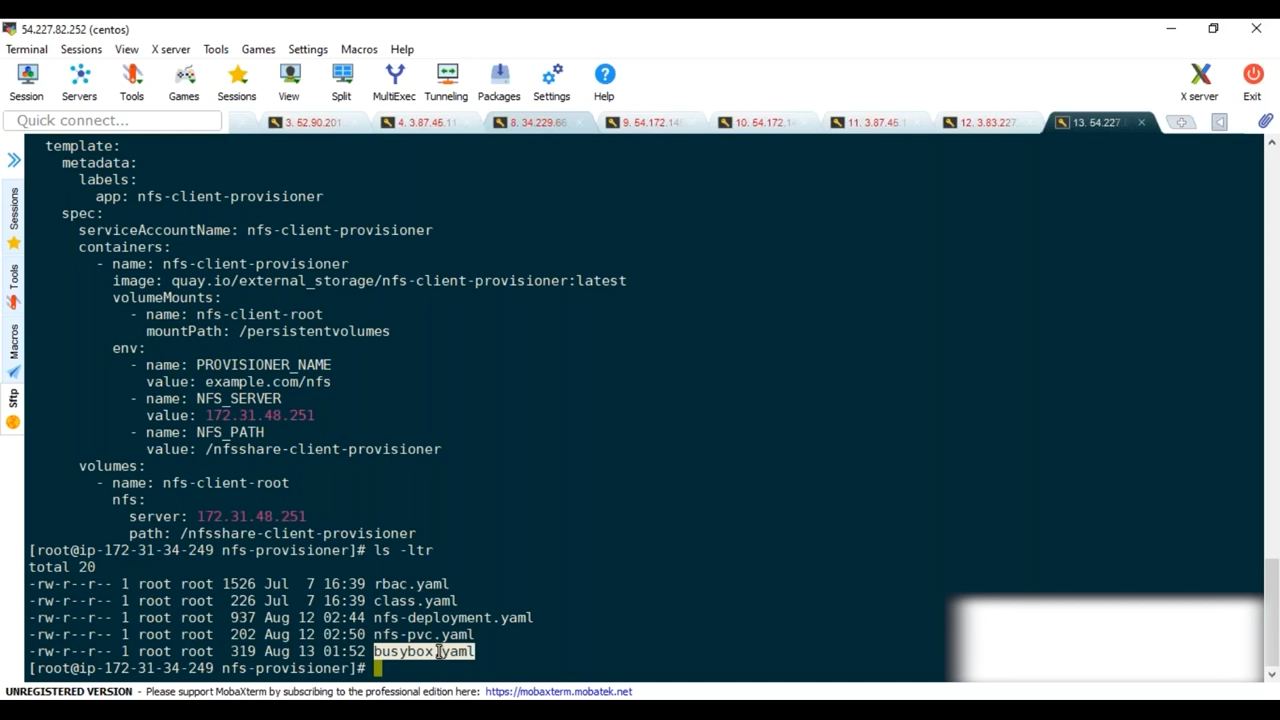 54.227.82.252 (centos)
Terminal Sessions View X server Tools Games Settings Macros Help
Session Servers Tools Games Sessions View Split MultiExec Tunneling Packages Settings Help X server Exit
Quick connect... 3. 52.90.201 4. 3.87.45.11 8. 34.229.66 9. 54.172.14 10. 54.172.1 11. 3.87.45 12. 3.83.227 13. 54.227
Sessions
Tools
Macros
Sftp
template:
metadata:
labels:
app: nfs-client-provisioner
spec:
serviceAccountName: nfs-client-provisioner
containers:
- name: nfs-client-provisioner
image: quay.io/external_storage/nfs-client-provisioner:latest
volumeMounts:
- name: nfs-client-root
mountPath: /persistentvolumes
env:
- name: PROVISIONER_NAME
value: example.com/nfs
- name: NFS_SERVER
value: 172.31.48.251
- name: NFS_PATH
value: /nfsshare-client-provisioner
volumes:
- name: nfs-client-root
nfs:
server: 172.31.48.251
path: /nfsshare-client-provisioner
[root@ip-172-31-34-249 nfs-provisioner]# ls -ltr
total 20
-rw-r--r-- 1 root root 1526 Jul  7 16:39 rbac.yaml
-rw-r--r-- 1 root root  226 Jul  7 16:39 class.yaml
-rw-r--r-- 1 root root  937 Aug 12 02:44 nfs-deployment.yaml
-rw-r--r-- 1 root root  202 Aug 12 02:50 nfs-pvc.yaml
-rw-r--r-- 1 root root  319 Aug 13 01:52 busybox.yaml
[root@ip-172-31-34-249 nfs-provisioner]#
UNREGISTERED VERSION - Please support MobaXterm by subscribing to the professional edition here: https://mobaxterm.mobatek.net